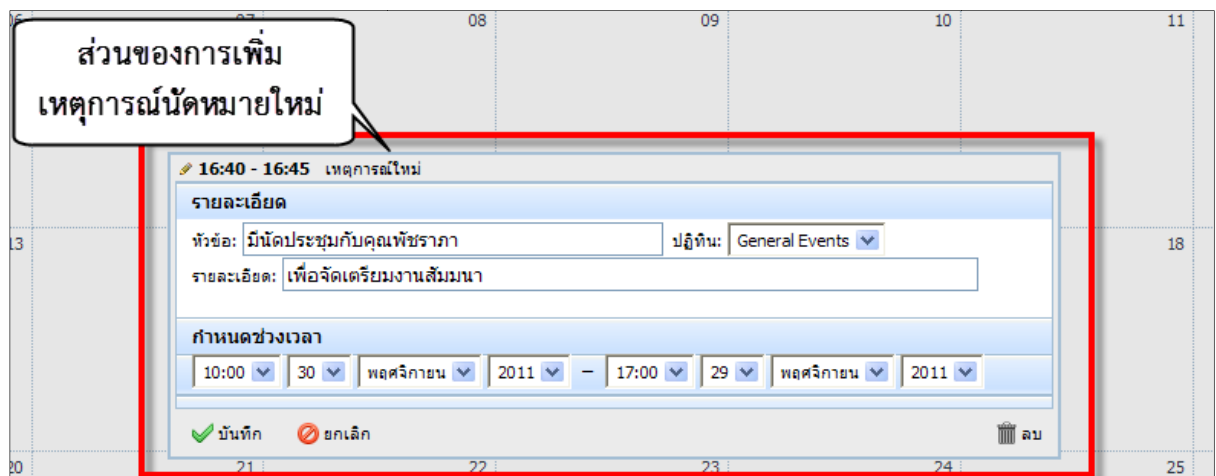 06 07 08 09 10 11
ส่วนของการเพิ่ม
เหตุการณ์นัดหมายใหม่
16:40 - 16:45 เหตุการณ์ใหม่
รายละเอียด
13 หัวข้อ: มีนัดประชุมกับคุณพัชราภา ปฏิทิน: General Events 18
รายละเอียด: เพื่อจัดเตรียมงานสัมมนา
กำหนดช่วงเวลา
10:00 30 พฤศจิกายน 2011 – 17:00 29 พฤศจิกายน 2011
บันทึก ยกเลิก ลบ
20 21 22 23 24 25